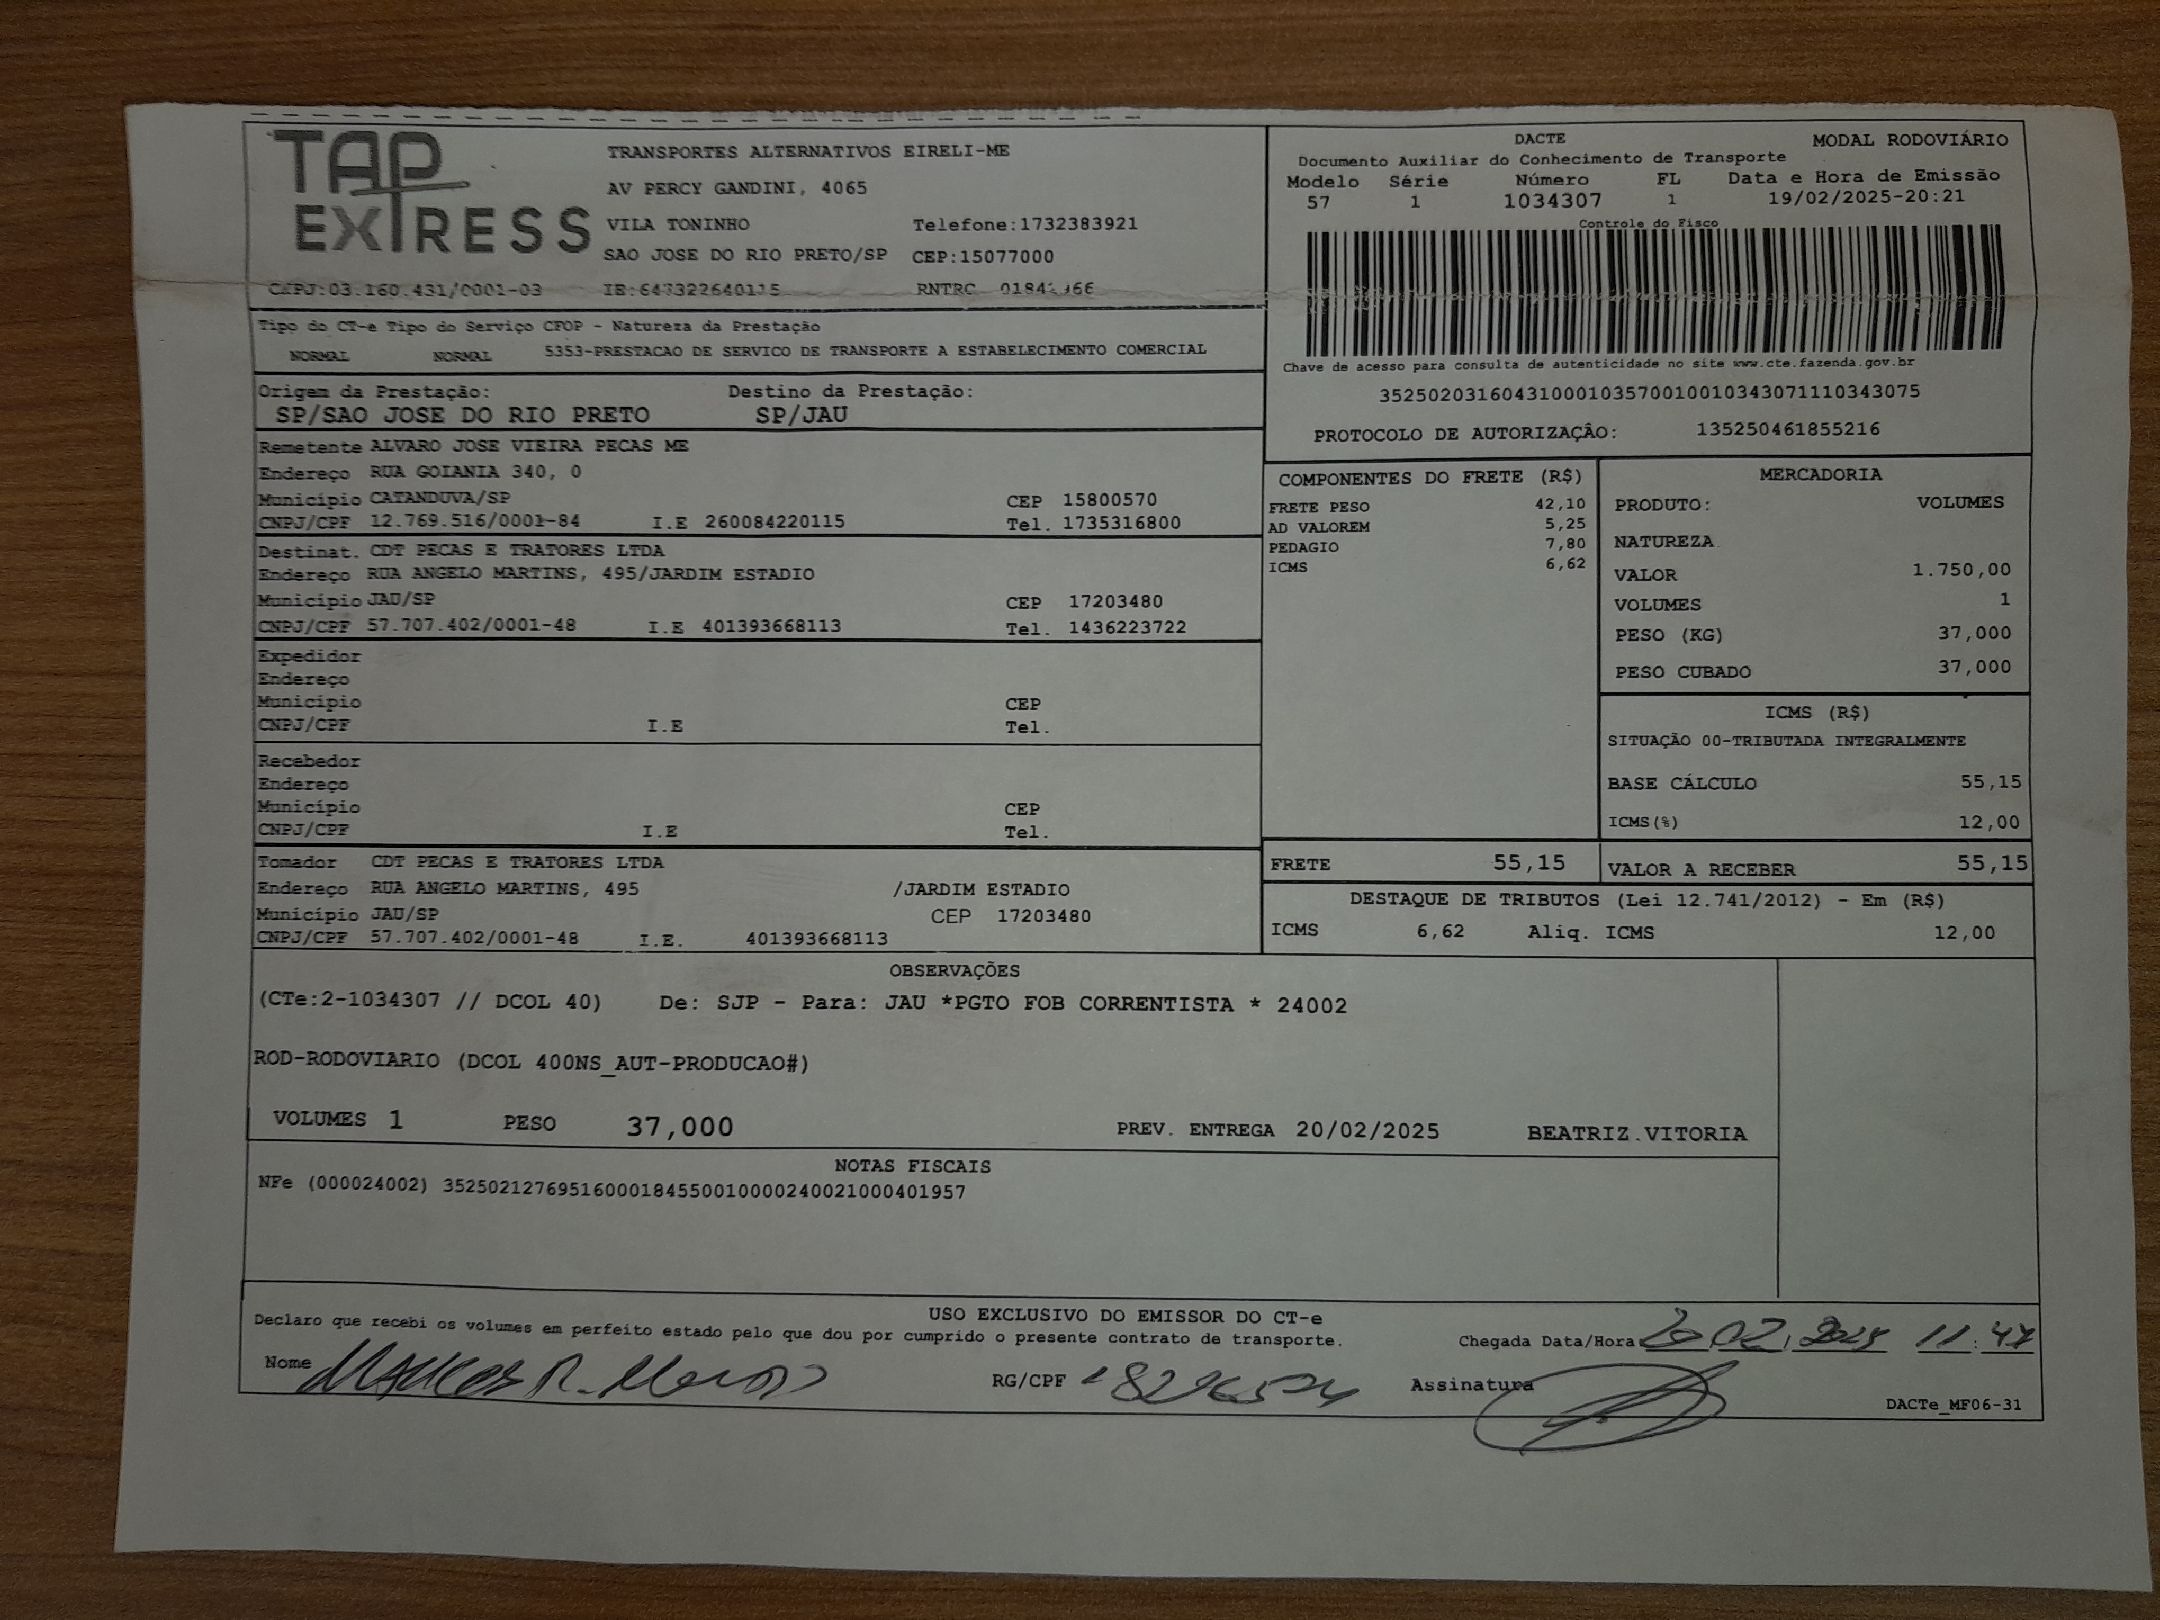 TAP
EXTRESS
TRANSPORTES ALTERNATIVOS EIRELI-ME
AV PERCY GANDINI, 4065
VILA TONINHO Telefone:1732383921
SAO JOSE DO RIO PRETO/SP CEP:15077000
CNPJ:03.160.431/0001-03 IE:647322640115 RNTRC
DACTE MODAL RODOVIÁRIO
Documento Auxiliar do Conhecimento de Transporte
Modelo Série Número FL Data e Hora de Emissão
57 1 1034307 1 19/02/2025-20:21
Controle do Fisco
Chave de acesso para consulta de autenticidade no site www.cte.fazenda.gov.br
35250203160431000103570010010343071110343075
PROTOCOLO DE AUTORIZAÇÃO: 135250461855216
Tipo do CT-e Tipo do Serviço CFOP - Natureza da Prestação
NORMAL NORMAL 5353-PRESTACAO DE SERVICO DE TRANSPORTE A ESTABELECIMENTO COMERCIAL
Origem da Prestação: Destino da Prestação:
SP/SAO JOSE DO RIO PRETO SP/JAU
Remetente ALVARO JOSE VIEIRA PECAS ME
Endereço RUA GOIANIA 340, 0
Município CATANDUVA/SP CEP 15800570
CNPJ/CPF 12.769.516/0001-84 I.E 260084220115 Tel. 1735316800
Destinat. CDT PECAS E TRATORES LTDA
Endereço RUA ANGELO MARTINS, 495/JARDIM ESTADIO
Município JAU/SP CEP 17203480
CNPJ/CPF 57.707.402/0001-48 I.E 401393668113 Tel. 1436223722
Expedidor
Endereço
Município CEP
CNPJ/CPF I.E Tel.
Recebedor
Endereço
Município CEP
CNPJ/CPF I.E Tel.
Tomador CDT PECAS E TRATORES LTDA
Endereço RUA ANGELO MARTINS, 495 /JARDIM ESTADIO
Município JAU/SP CEP 17203480
CNPJ/CPF 57.707.402/0001-48 I.E. 401393668113
COMPONENTES DO FRETE (R$)
FRETE PESO 42,10
AD VALOREM 5,25
PEDAGIO 7,80
ICMS 6,62
FRETE 55,15
MERCADORIA
PRODUTO: VOLUMES
NATUREZA
VALOR 1.750,00
VOLUMES 1
PESO (KG) 37,000
PESO CUBADO 37,000
ICMS (R$)
SITUAÇÃO 00-TRIBUTADA INTEGRALMENTE
BASE CÁLCULO 55,15
ICMS(%) 12,00
VALOR A RECEBER 55,15
DESTAQUE DE TRIBUTOS (Lei 12.741/2012) - Em (R$)
ICMS 6,62 Aliq. ICMS 12,00
OBSERVAÇÕES
(CTe:2-1034307 // DCOL 40) De: SJP - Para: JAU *PGTO FOB CORRENTISTA * 24002
ROD-RODOVIARIO (DCOL 400NS_AUT-PRODUCAO#)
VOLUMES 1 PESO 37,000 PREV. ENTREGA 20/02/2025 BEATRIZ.VITORIA
NOTAS FISCAIS
NFe (000024002) 35250212769516000184550010000240021000401957
USO EXCLUSIVO DO EMISSOR DO CT-e
Declaro que recebi os volumes em perfeito estado pelo que dou por cumprido o presente contrato de transporte.
Chegada Data/Hora 20 02 2025 11:47
Nome Marcos R. RG/CPF Assinatura
DACTe_MF06-31